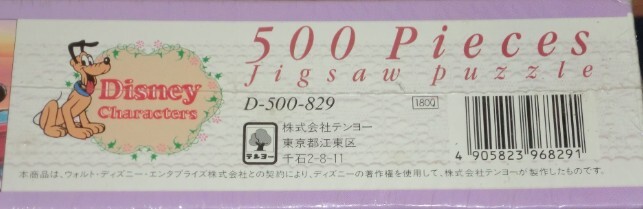 500 Pieces
Jigsaw puzzle
Disney
Characters
D-500-829
1800
テンヨー
株式会社テンヨー
東京都江東区
千石2-8-11
4 905823 968291
本商品は、ウォルト・ディズニー・エンタプライズ株式会社との契約により、ディズニーの著作権を使用して、株式会社テンヨーが製作したものです。